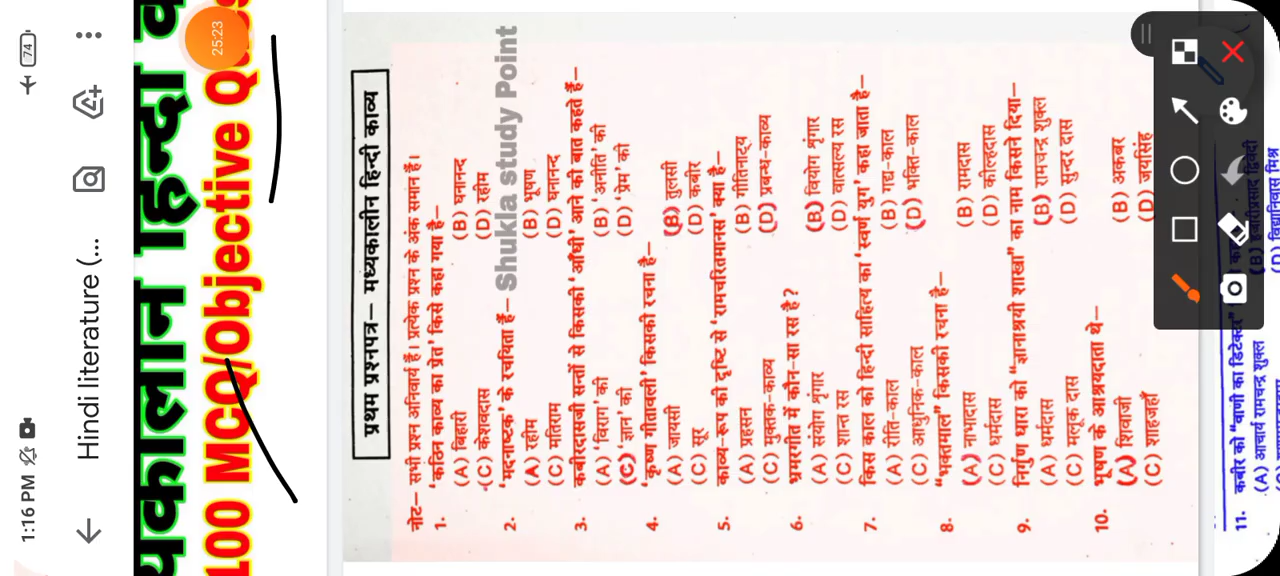 1:16 PM
74
Hindi literature (...
25:23
100 MCQ/Objective
प्रथम प्रश्नपत्र– मध्यकालीन हिन्दी काव्य
नोट– सभी प्रश्न अनिवार्य हैं। प्रत्येक प्रश्न के अंक समान हैं।
1. 'कठिन काव्य का प्रेत' किसे कहा गया है–
(A) बिहारी (B) घनानन्द
(C) केशवदास (D) रहीम
2. 'मदनाष्टक' के रचयिता हैं–
Shukla study Point
(A) रहीम (B) भूषण
(C) मतिराम (D) घनानन्द
3. कबीरदासजी सन्तों से किसकी 'आँधी' आने की बात कहते हैं–
(A) 'विराग' की (B) 'अनीति' की
(C) 'ज्ञान' की (D) 'प्रेम' की
4. 'कृष्ण गीतावली' किसकी रचना है–
(A) जायसी (B) तुलसी
(C) सूर (D) कबीर
5. काव्य–रूप की दृष्टि से 'रामचरितमानस' क्या है–
(A) प्रहसन (B) गीतिनाट्य
(C) मुक्तक–काव्य (D) प्रबन्ध–काव्य
6. भ्रमरगीत में कौन–सा रस है?
(A) संयोग शृंगार (B) वियोग शृंगार
(C) शान्त रस (D) वात्सल्य रस
7. किस काल को हिन्दी साहित्य का 'स्वर्ण युग' कहा जाता है–
(A) रीति–काल (B) गद्य–काल
(C) आधुनिक–काल (D) भक्ति–काल
8. "भक्तमाल" किसकी रचना है–
(A) नाभादास (B) रामदास
(C) धर्मदास (D) कील्हदास
9. निर्गुण धारा को "ज्ञानाश्रयी शाखा" का नाम किसने दिया–
(A) धर्मदास (B) रामचन्द्र शुक्ल
(C) मलूक दास (D) सुन्दर दास
10. भूषण के आश्रयदाता थे–
(A) शिवाजी (B) अकबर
(C) शाहजहाँ (D) जयसिंह
11. कबीर को "वाणी का डिटेक्टर"
(A) आचार्य रामचन्द्र शुक्ल (B) हजारीप्रसाद द्विवेदी
(D) विद्यानिवास मिश्र